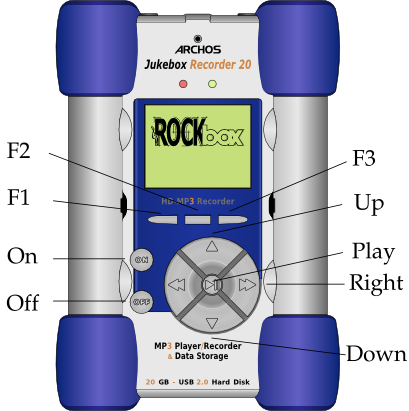 ARCHOS
Jukebox Recorder 20
ROCKbox
F2
F3
HD-MP3 Recorder
F1
Up
On
ON
Play
Right
Off
OFF
MP3 Player/Recorder
& Data Storage
Down
20 GB - USB 2.0 Hard Disk